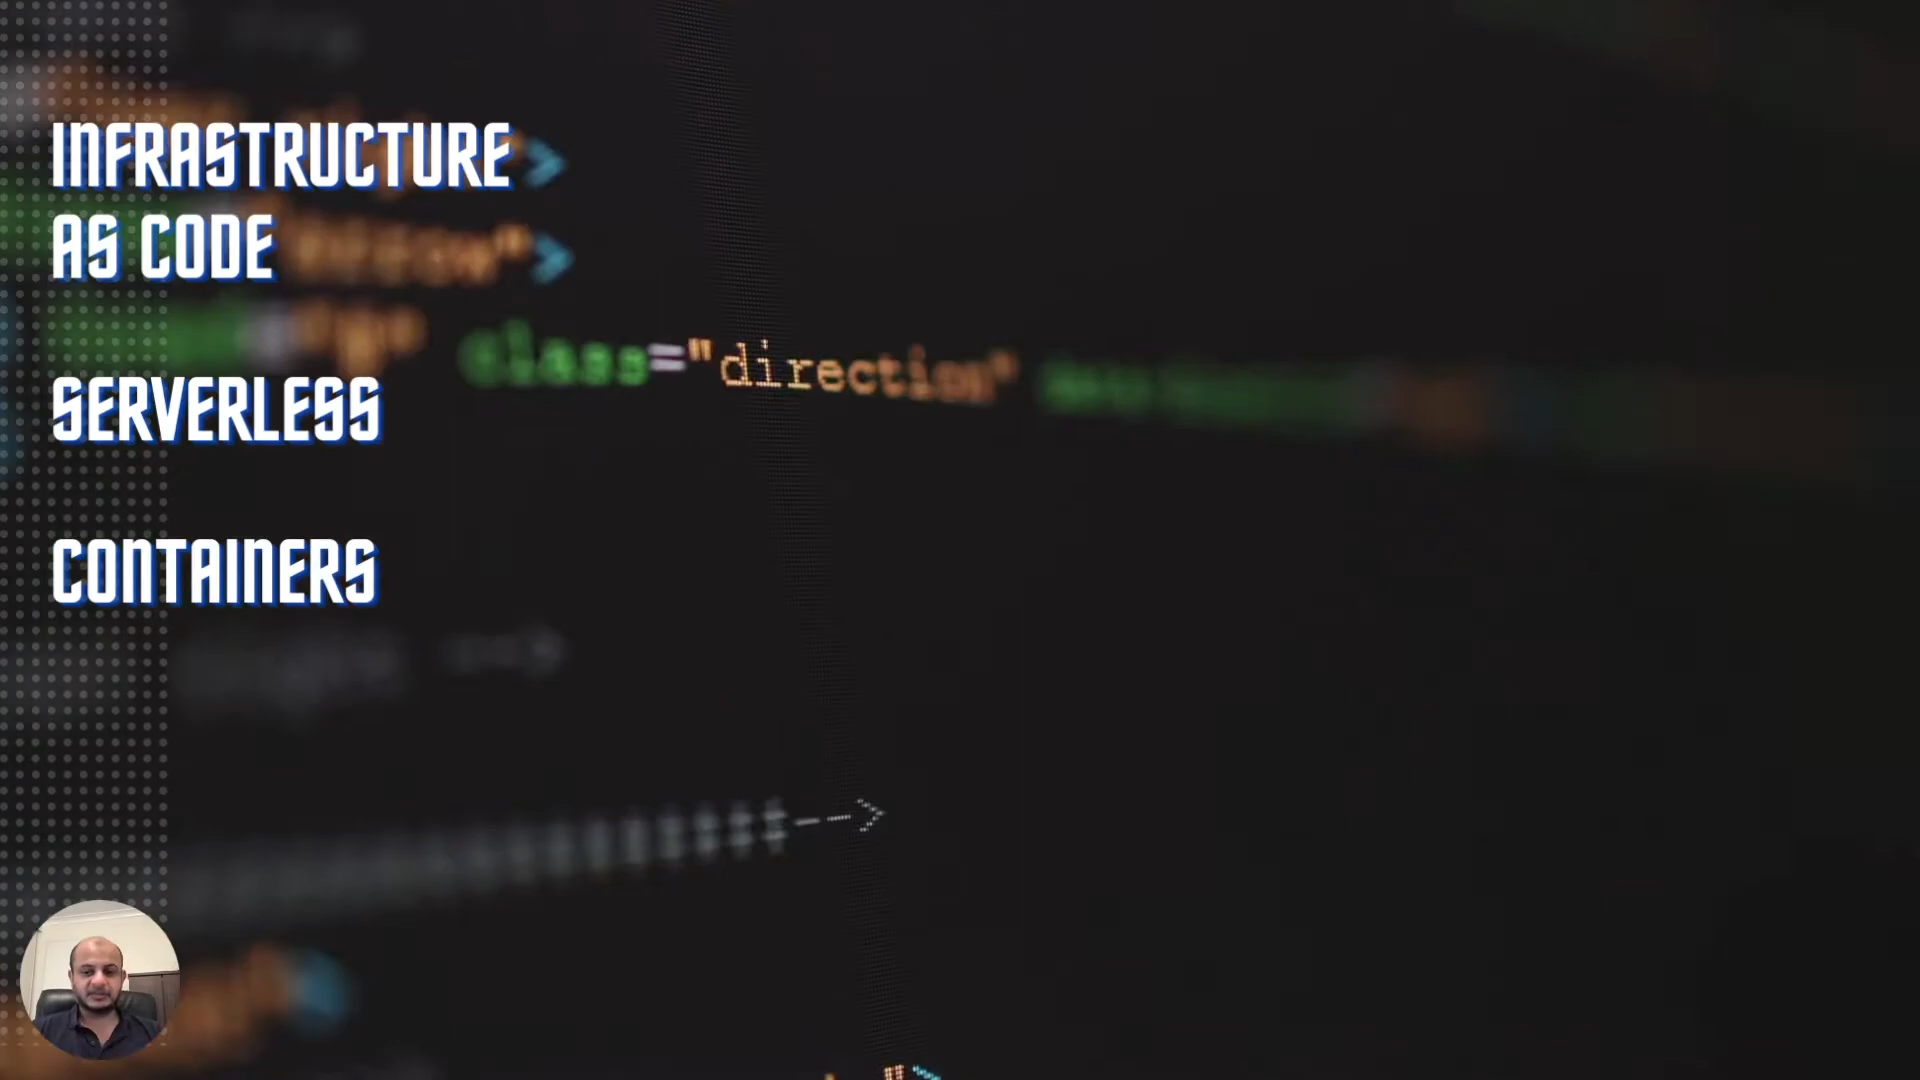 INFRASTRUCTURE
AS CODE
class="direction"
SERVERLESS
CONTAINERS
-->
">